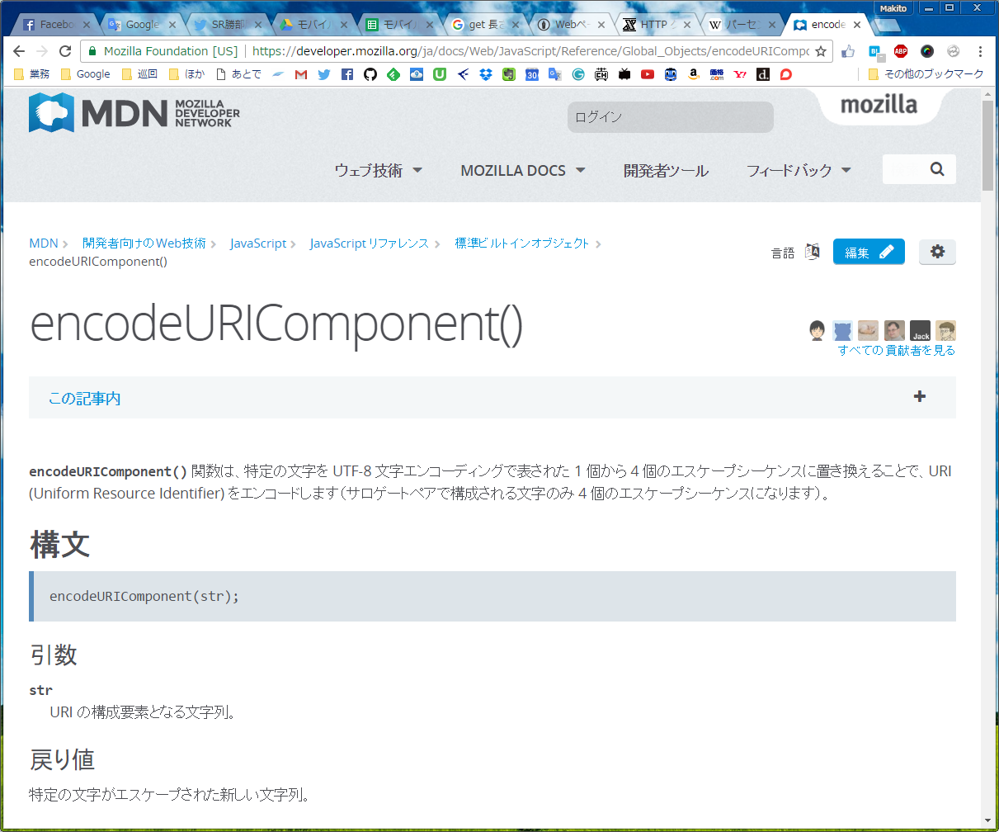 Makito
Facebo
Google
SR勝部
モバイ
モバイ
get 長さ
Webペー
HTTP ク
パーセン
encode
Mozilla Foundation [US]
https://developer.mozilla.org/ja/docs/Web/JavaScript/Reference/Global_Objects/encodeURICompo
業務
Google
巡回
ほか
あとで
その他のブックマーク
MDN MOZILLA DEVELOPER NETWORK
ログイン
mozilla
ウェブ技術
MOZILLA DOCS
開発者ツール
フィードバック
MDN
開発者向けのWeb技術
JavaScript
JavaScript リファレンス
標準ビルトインオブジェクト
encodeURIComponent()
言語
編集
encodeURIComponent()
Jack
すべての貢献者を見る
この記事内
encodeURIComponent() 関数は、特定の文字を UTF-8 文字エンコーディングで表された 1 個から 4 個のエスケープシーケンスに置き換えることで、URI
(Uniform Resource Identifier) をエンコードします (サロゲートペアで構成される文字のみ 4 個のエスケープシーケンスになります)。
構文
encodeURIComponent(str);
引数
str
URI の構成要素となる文字列。
戻り値
特定の文字がエスケープされた新しい文字列。